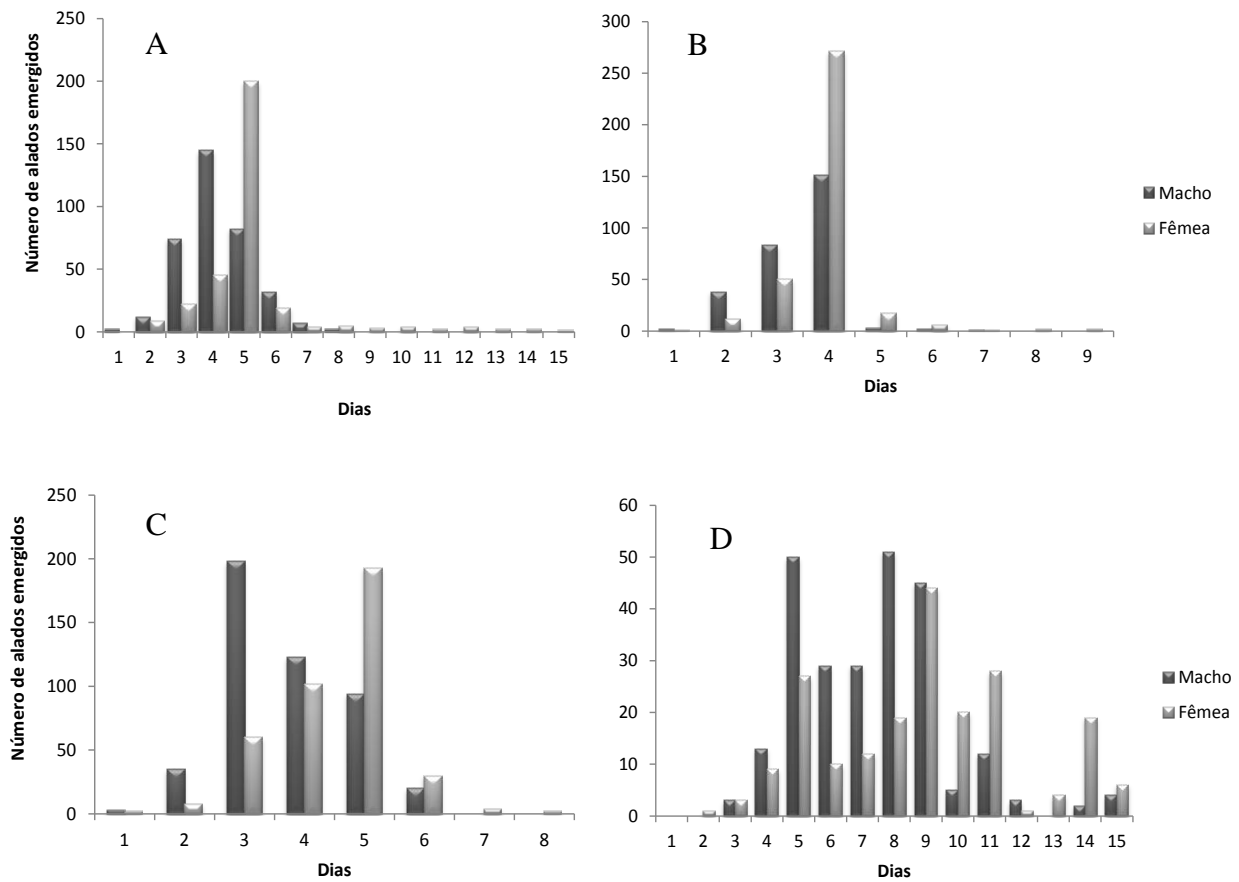 A
Número de alados emergidos
250
200
150
100
50
0
1 2 3 4 5 6 7 8 9 10 11 12 13 14 15
Dias
B
300
250
200
150
100
50
0
1 2 3 4 5 6 7 8 9
Dias
Macho
Fêmea
C
Número de alados emergidos
250
200
150
100
50
0
1 2 3 4 5 6 7 8
Dias
D
60
50
40
30
20
10
0
1 2 3 4 5 6 7 8 9 10 11 12 13 14 15
Dias
Macho
Fêmea